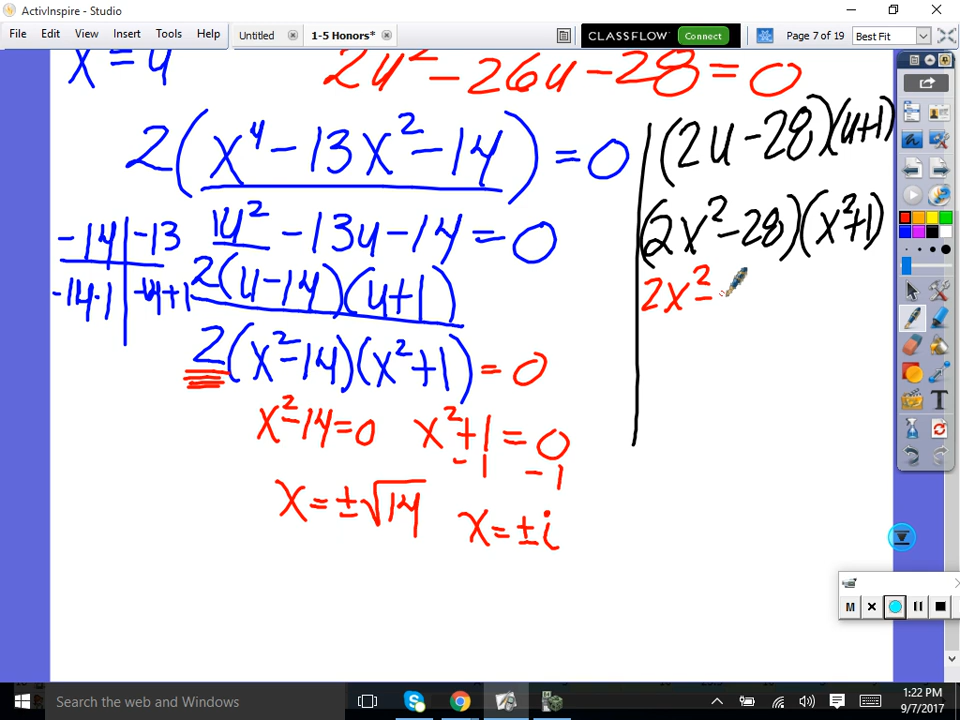 ActivInspire - Studio
File Edit View Insert Tools Help Untitled 1-5 Honors* CLASSFLOW Connect Page 7 of 19 Best Fit
x = u
2u² - 26u - 28 = 0
2(x⁴ - 13x² - 14) = 0
1u² - 13u - 14 = 0
-14 | -13
-14·1 | -14+1
2(u-14)(u+1)
2(x²-14)(x²+1) = 0
x²-14=0 x²+1=0
-1 -1
x = ±√14 x = ±i
(2u-28)(u+1)
(2x²-28)(x²+1)
2x² -
M
Search the web and Windows
1:22 PM
9/7/2017